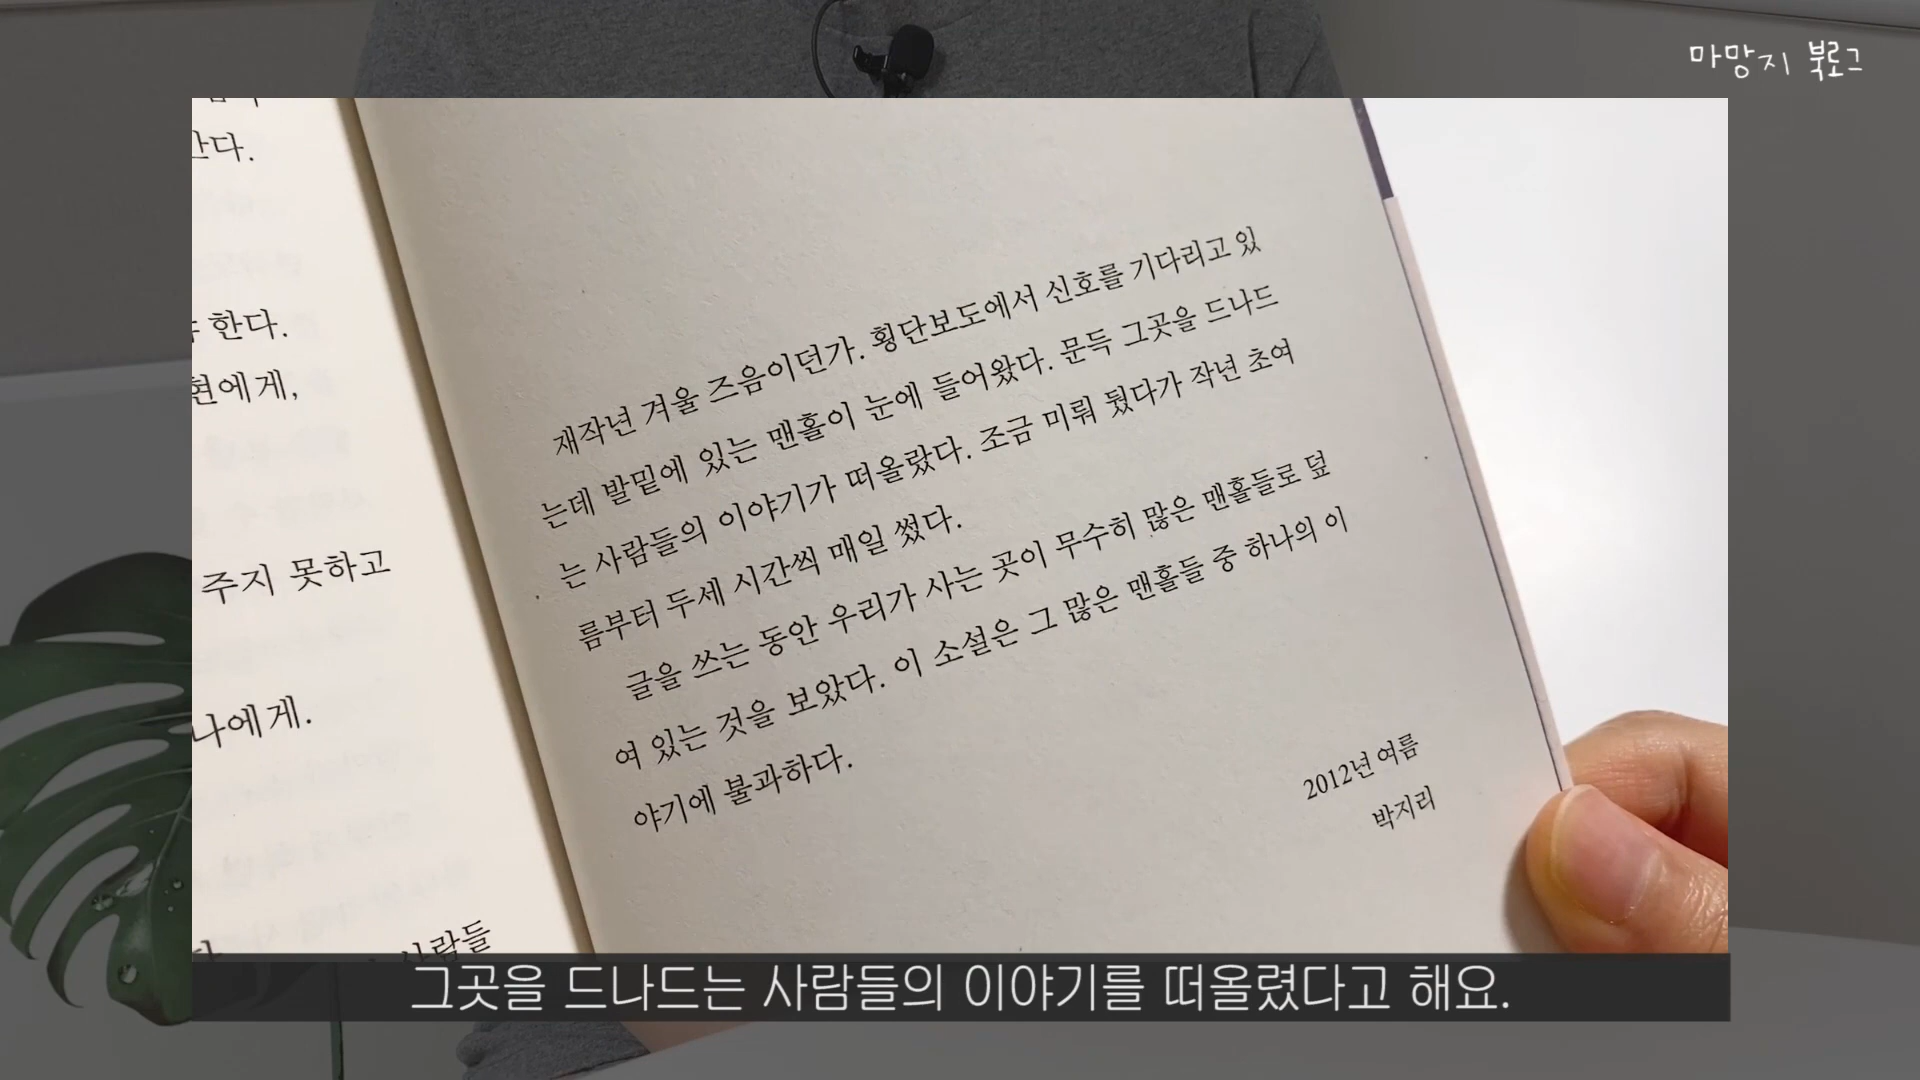 마망지 북로그
간다.
한다.
현에게,
주지 못하고
나에게.
사람들
재작년 겨울 즈음이던가. 횡단보도에서 신호를 기다리고 있
는데 발밑에 있는 맨홀이 눈에 들어왔다. 문득 그곳을 드나드
는 사람들의 이야기가 떠올랐다. 조금 미뤄 뒀다가 작년 초여
름부터 두세 시간씩 매일 썼다.
글을 쓰는 동안 우리가 사는 곳이 무수히 많은 맨홀들로 덮
여 있는 것을 보았다. 이 소설은 그 많은 맨홀들 중 하나의 이
야기에 불과하다.
2012년 여름
박지리
그곳을 드나드는 사람들의 이야기를 떠올렸다고 해요.